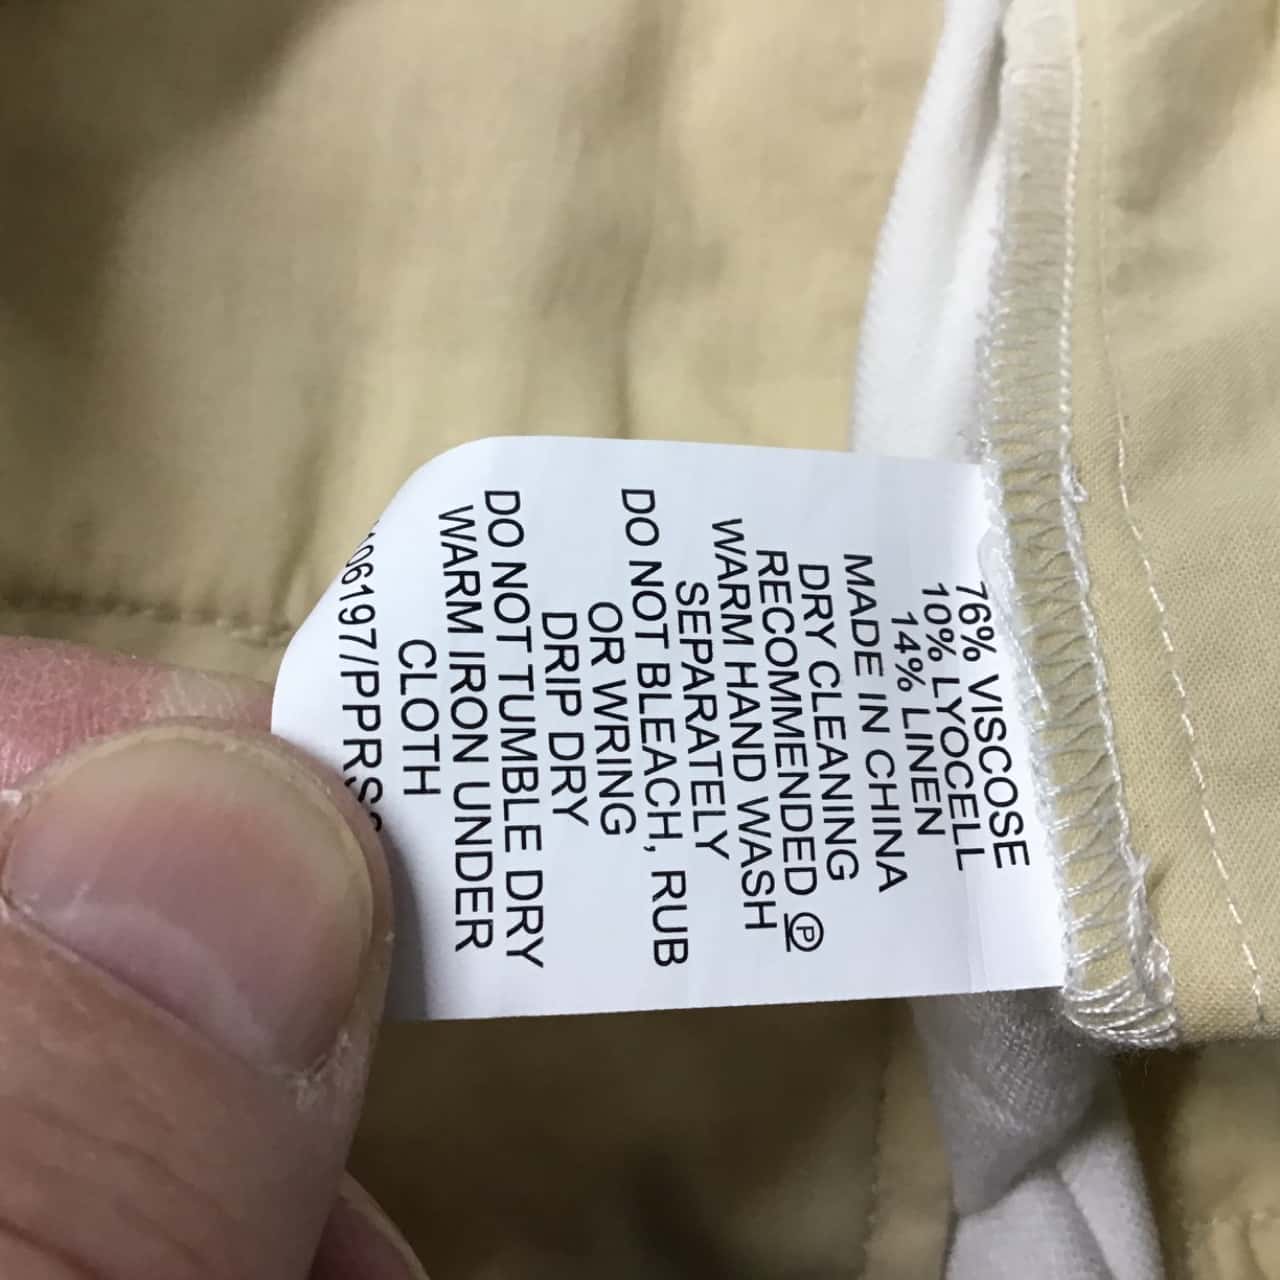 76% VISCOSE
10% LYOCELL
14% LINEN
MADE IN CHINA
DRY CLEANING
RECOMMENDED Ⓟ
WARM HAND WASH
SEPARATELY
DO NOT BLEACH, RUB
OR WRING
DRIP DRY
DO NOT TUMBLE DRY
WARM IRON UNDER
CLOTH